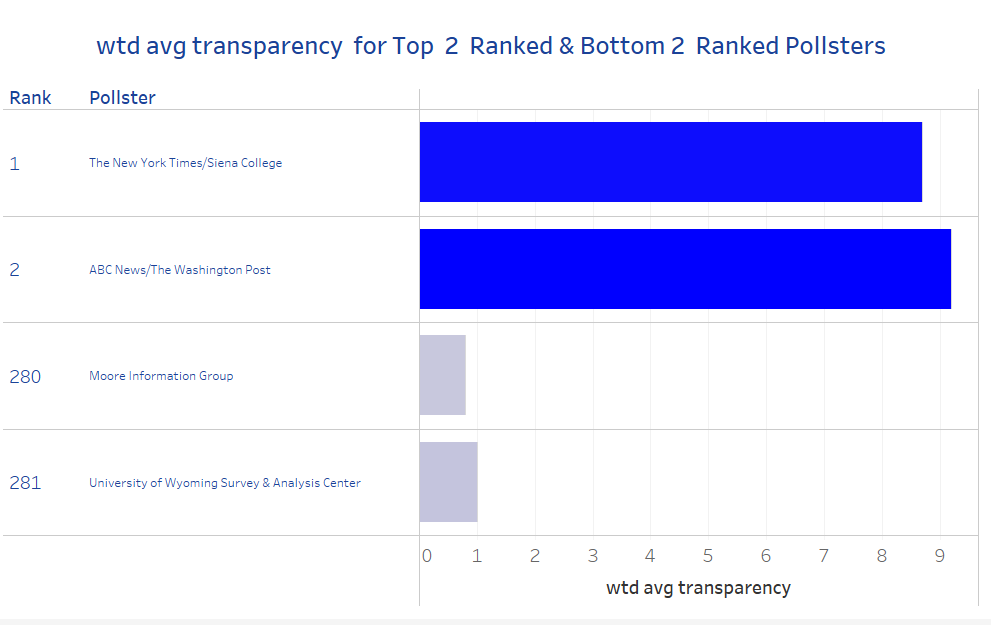 wtd avg transparency for Top 2 Ranked & Bottom 2 Ranked Pollsters
Rank Pollster
1 The New York Times/Siena College
2 ABC News/The Washington Post
280 Moore Information Group
281 University of Wyoming Survey & Analysis Center
0 1 2 3 4 5 6 7 8 9
wtd avg transparency